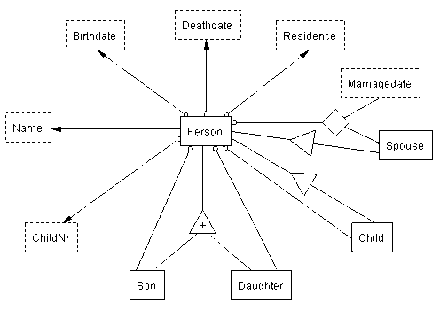 Deathdate
Birthdate
Residence
Marriagedate
Name
Person
Spouse
ChildNr
Child
+
Son
Daughter